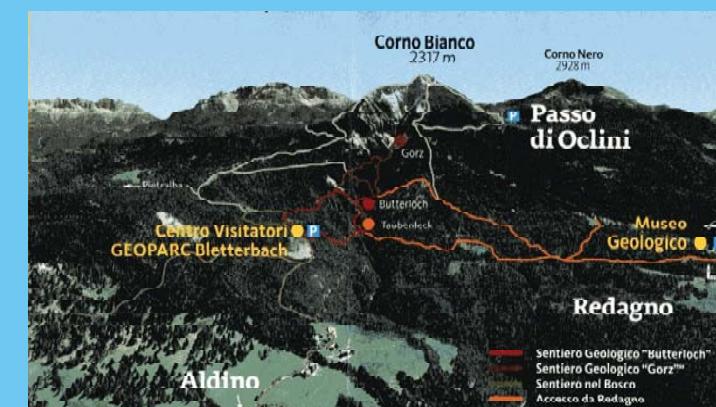 Corno Bianco
2317 m
Corno Nero
2928 m
P Passo
di Oclini
Gorz
Butterloch
Taubenleck
Centro Visitatori P
GEOPARC Bletterbach
Museo
Geologico
Redagno
Aldino
Sentiero Geologico "Butterloch"
Sentiero Geologico "Gorz"
Sentiero nel Bosco
Accesso da Redagno